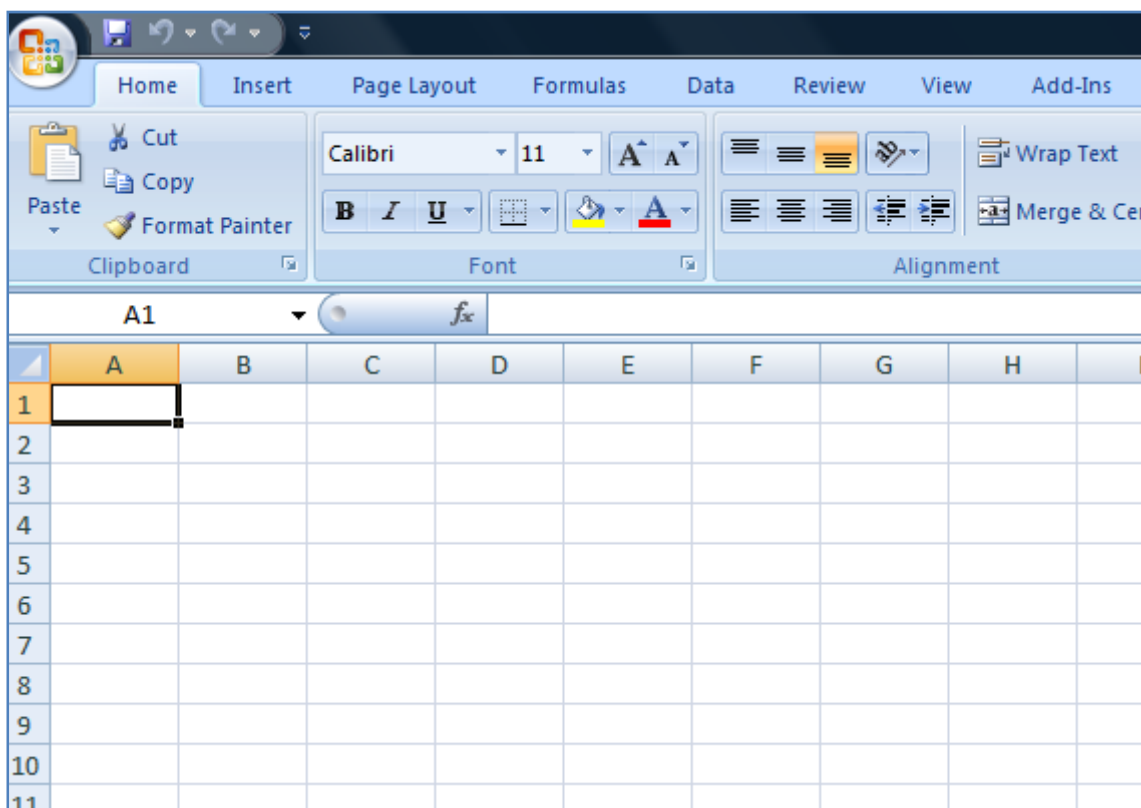 Home Insert Page Layout Formulas Data Review View Add-Ins
Cut
Calibri 11 A A Wrap Text
Copy
Paste B I U A Merge & Ce
Format Painter
Clipboard Font Alignment
A1 fx
A B C D E F G H
1
2
3
4
5
6
7
8
9
10
11